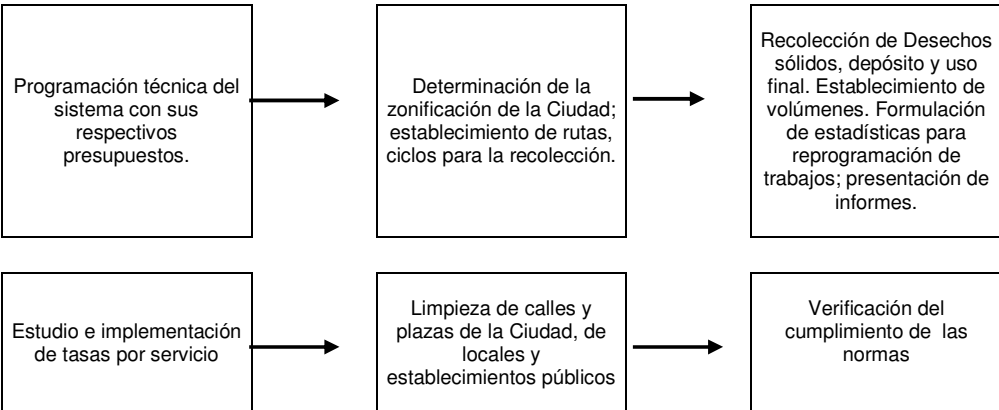 Programación técnica del
sistema con sus
respectivos
presupuestos.
Determinación de la
zonificación de la Ciudad;
establecimiento de rutas,
ciclos para la recolección.
Recolección de Desechos
sólidos, depósito y uso
final. Establecimiento de
volúmenes. Formulación
de estadísticas para
reprogramación de
trabajos; presentación de
informes.
Estudio e implementación
de tasas por servicio
Limpieza de calles y
plazas de la Ciudad, de
locales y
establecimientos públicos
Verificación del
cumplimiento de las
normas